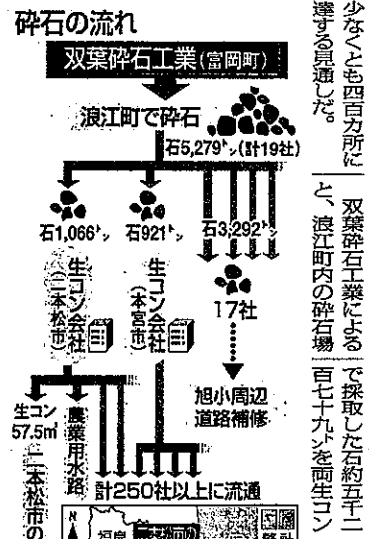 砕石の流れ
双葉砕石工業(富岡町)
浪江町で砕石
石5,279㌧(計19社)
石1,066㌧
石921㌧
石3,292㌧
生コン会社
(二本松市)
生コン会社
(本宮市)
17社
旭小周辺
道路補修
生コン
57.5㎥
農業用水路
二本松市の
計250社以上に流通
N
福島
少なくとも四百カ所に
達する見通しだ。
双葉砕石工業による
と、浪江町内の砕石場
で採取した石約五千二
百七十九㌧を両生コン